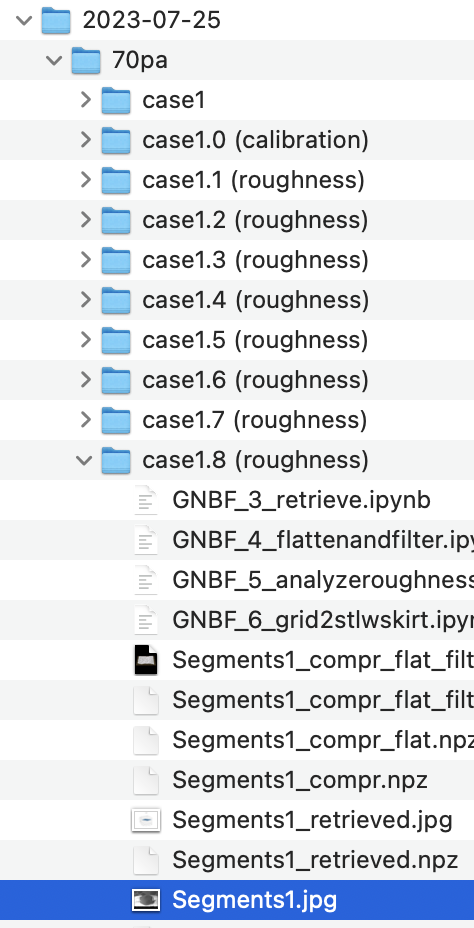 2023-07-25
70pa
case1
case1.0 (calibration)
case1.1 (roughness)
case1.2 (roughness)
case1.3 (roughness)
case1.4 (roughness)
case1.5 (roughness)
case1.6 (roughness)
case1.7 (roughness)
case1.8 (roughness)
GNBF_3_retrieve.ipynb
GNBF_4_flattenandfilter.ipy
GNBF_5_analyzeroughness
GNBF_6_grid2stlwskirt.ipyn
Segments1_compr_flat_filt
Segments1_compr_flat_filt
Segments1_compr_flat.npz
Segments1_compr.npz
Segments1_retrieved.jpg
Segments1_retrieved.npz
Segments1.jpg